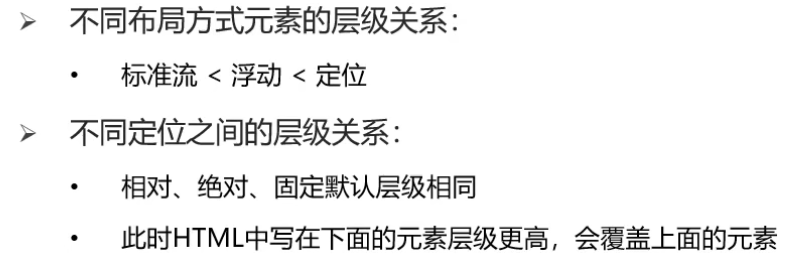 ➢ 不同布局方式元素的层级关系：
• 标准流 < 浮动 < 定位
➢ 不同定位之间的层级关系：
• 相对、绝对、固定默认层级相同
• 此时HTML中写在下面的元素层级更高，会覆盖上面的元素